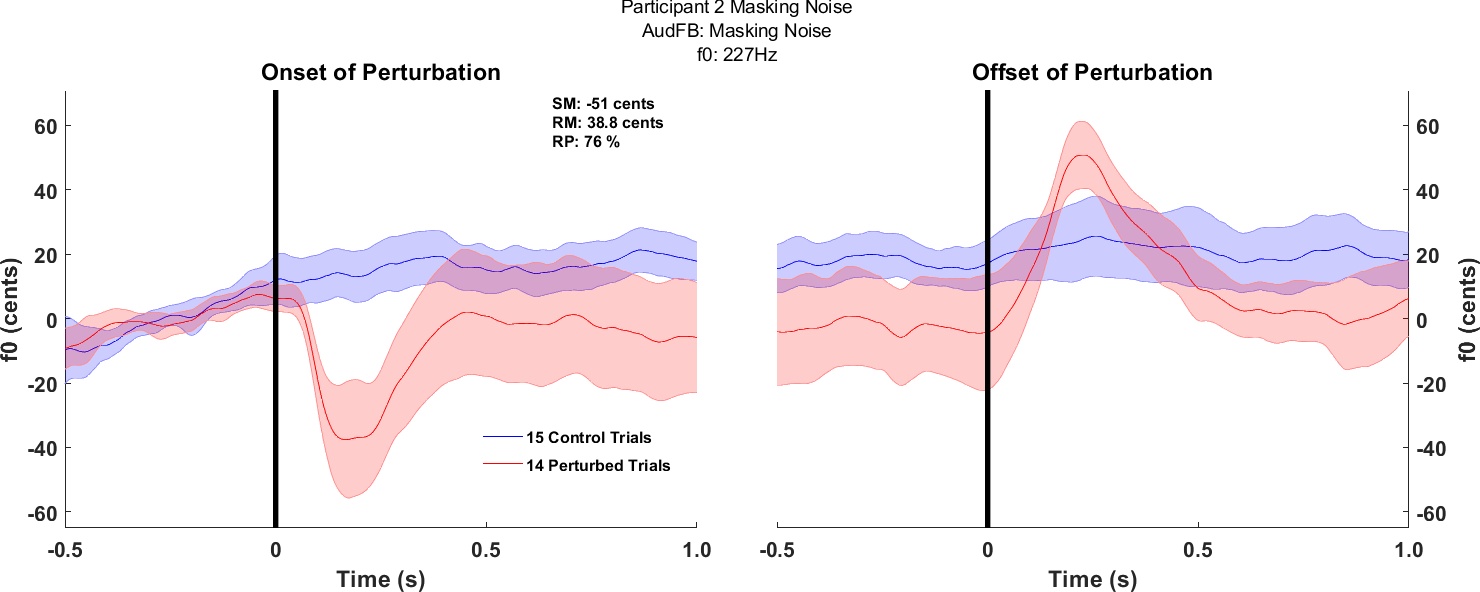 Participant 2 Masking Noise
AudFB: Masking Noise
f0: 227Hz
Onset of Perturbation
Offset of Perturbation
SM: -51 cents
RM: 38.8 cents
RP: 76 %
60
40
20
0
-20
-40
-60
f0 (cents)
15 Control Trials
14 Perturbed Trials
-0.5 0 0.5 1.0
Time (s)
60
40
20
0
-20
-40
-60
f0 (cents)
-0.5 0 0.5 1.0
Time (s)